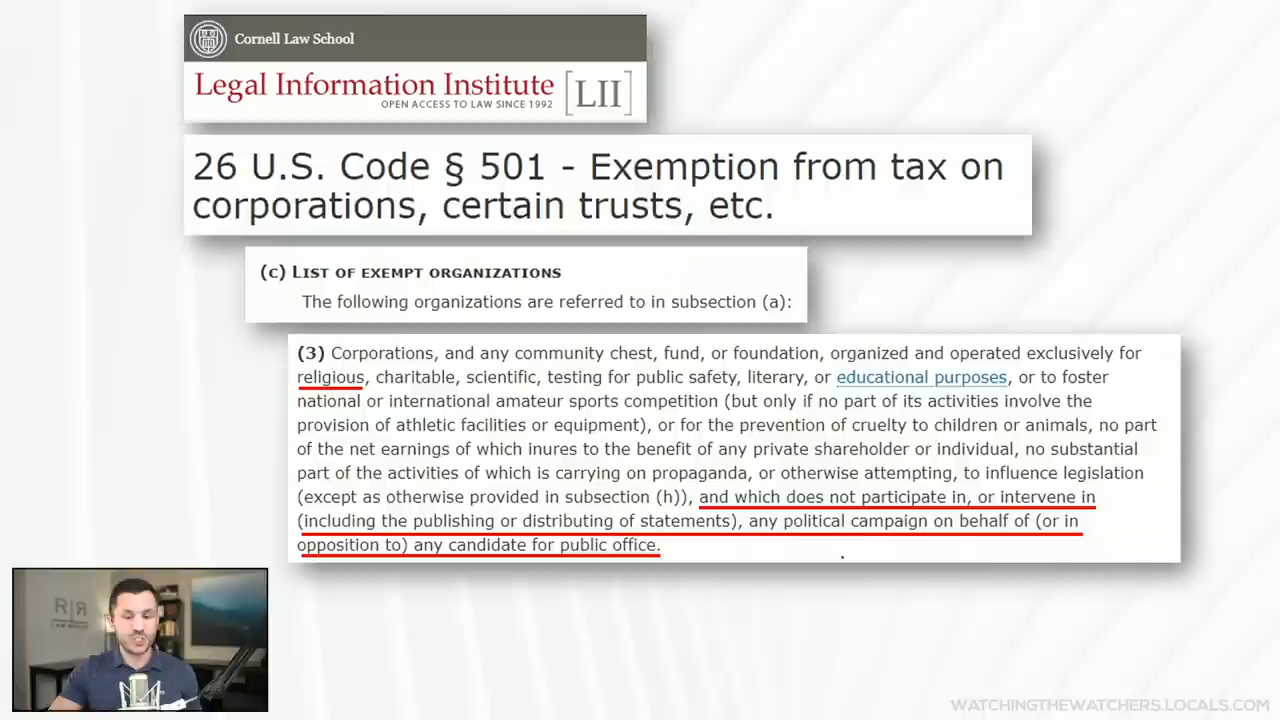 Cornell Law School
Legal Information Institute
OPEN ACCESS TO LAW SINCE 1992
[LII]
26 U.S. Code § 501 - Exemption from tax on
corporations, certain trusts, etc.
(c) LIST OF EXEMPT ORGANIZATIONS
The following organizations are referred to in subsection (a):
(3) Corporations, and any community chest, fund, or foundation, organized and operated exclusively for
religious, charitable, scientific, testing for public safety, literary, or educational purposes, or to foster
national or international amateur sports competition (but only if no part of its activities involve the
provision of athletic facilities or equipment), or for the prevention of cruelty to children or animals, no part
of the net earnings of which inures to the benefit of any private shareholder or individual, no substantial
part of the activities of which is carrying on propaganda, or otherwise attempting, to influence legislation
(except as otherwise provided in subsection (h)), and which does not participate in, or intervene in
(including the publishing or distributing of statements), any political campaign on behalf of (or in
opposition to) any candidate for public office.
R|R
WATCHINGTHEWATCHERS.LOCALS.COM